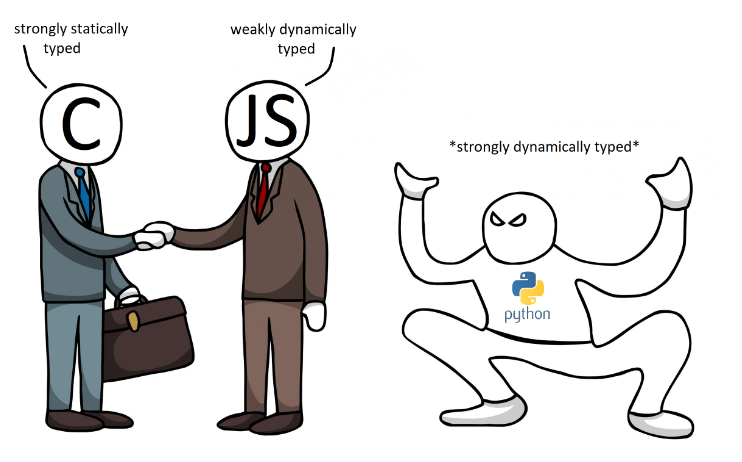 strongly statically
typed
weakly dynamically
typed
C
JS
*strongly dynamically typed*
python